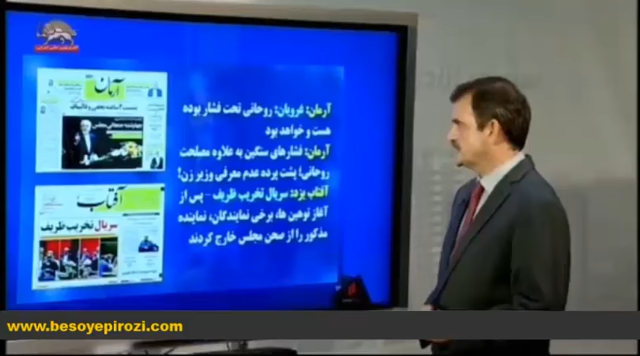 آرمان
آرمان: غرویان: روحانی تحت فشار بوده
هست و خواهد بود
آرمان: فشارهای سنگین به علاوه مصلحت
روحانی! پشت پرده عدم معرفی وزیر زن!
آفتاب یزد: سریال تخریب ظریف - پس از
آغاز توهین ها، برخی نمایندگان، نماینده
مذکور را از صحن مجلس خارج کردند
آفتاب
سریال تخریب ظریف
www.besoyepirozi.com